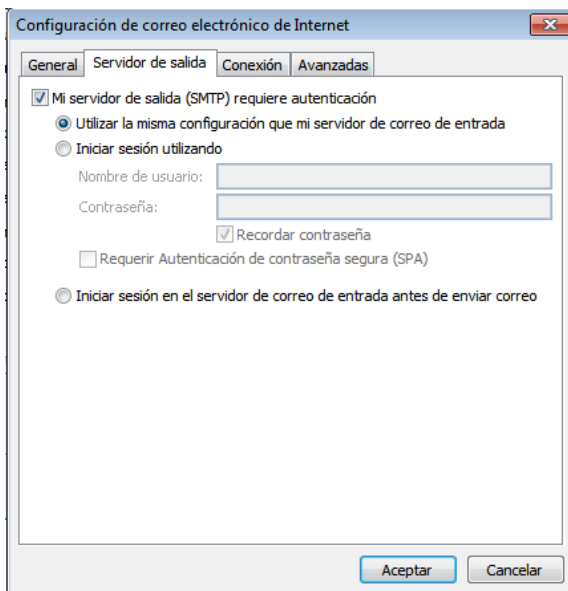 Configuración de correo electrónico de Internet
General Servidor de salida Conexión Avanzadas
Mi servidor de salida (SMTP) requiere autenticación
Utilizar la misma configuración que mi servidor de correo de entrada
Iniciar sesión utilizando
Nombre de usuario:
Contraseña:
Recordar contraseña
Requerir Autenticación de contraseña segura (SPA)
Iniciar sesión en el servidor de correo de entrada antes de enviar correo
Aceptar Cancelar